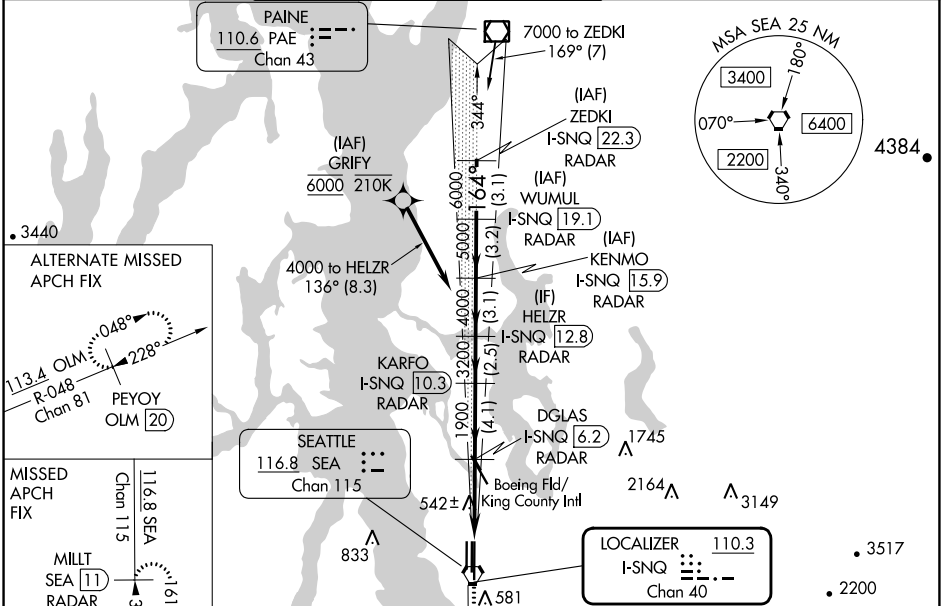 PAINE
110.6 PAE
Chan 43
7000 to ZEDKI
169° (7)
MSA SEA 25 NM
180°
3400
070°
6400
2200
340°
4384
344°
(IAF)
ZEDKI
I-SNQ 22.3
RADAR
(IAF)
GRIFY
6000 210K
6000
164°
(3.1)
(IAF)
WUMUL
I-SNQ 19.1
RADAR
3440
5000
(3.2)
(IAF)
KENMO
I-SNQ 15.9
RADAR
ALTERNATE MISSED
APCH FIX
4000 to HELZR
136° (8.3)
4000
(3.1)
(IF)
HELZR
I-SNQ 12.8
RADAR
048°
228°
113.4 OLM
R-048
Chan 81
PEYOY
OLM 20
3200
(2.5)
KARFO
I-SNQ 10.3
RADAR
1900
(4.1)
DGLAS
I-SNQ 6.2
RADAR
1745
SEATTLE
116.8 SEA
Chan 115
Boeing Fld/
King County Intl
2164
3149
542±
MISSED
APCH
FIX
116.8 SEA
Chan 115
833
LOCALIZER 110.3
I-SNQ
Chan 40
3517
2200
MILLT
SEA 11
RADAR
161
3
581